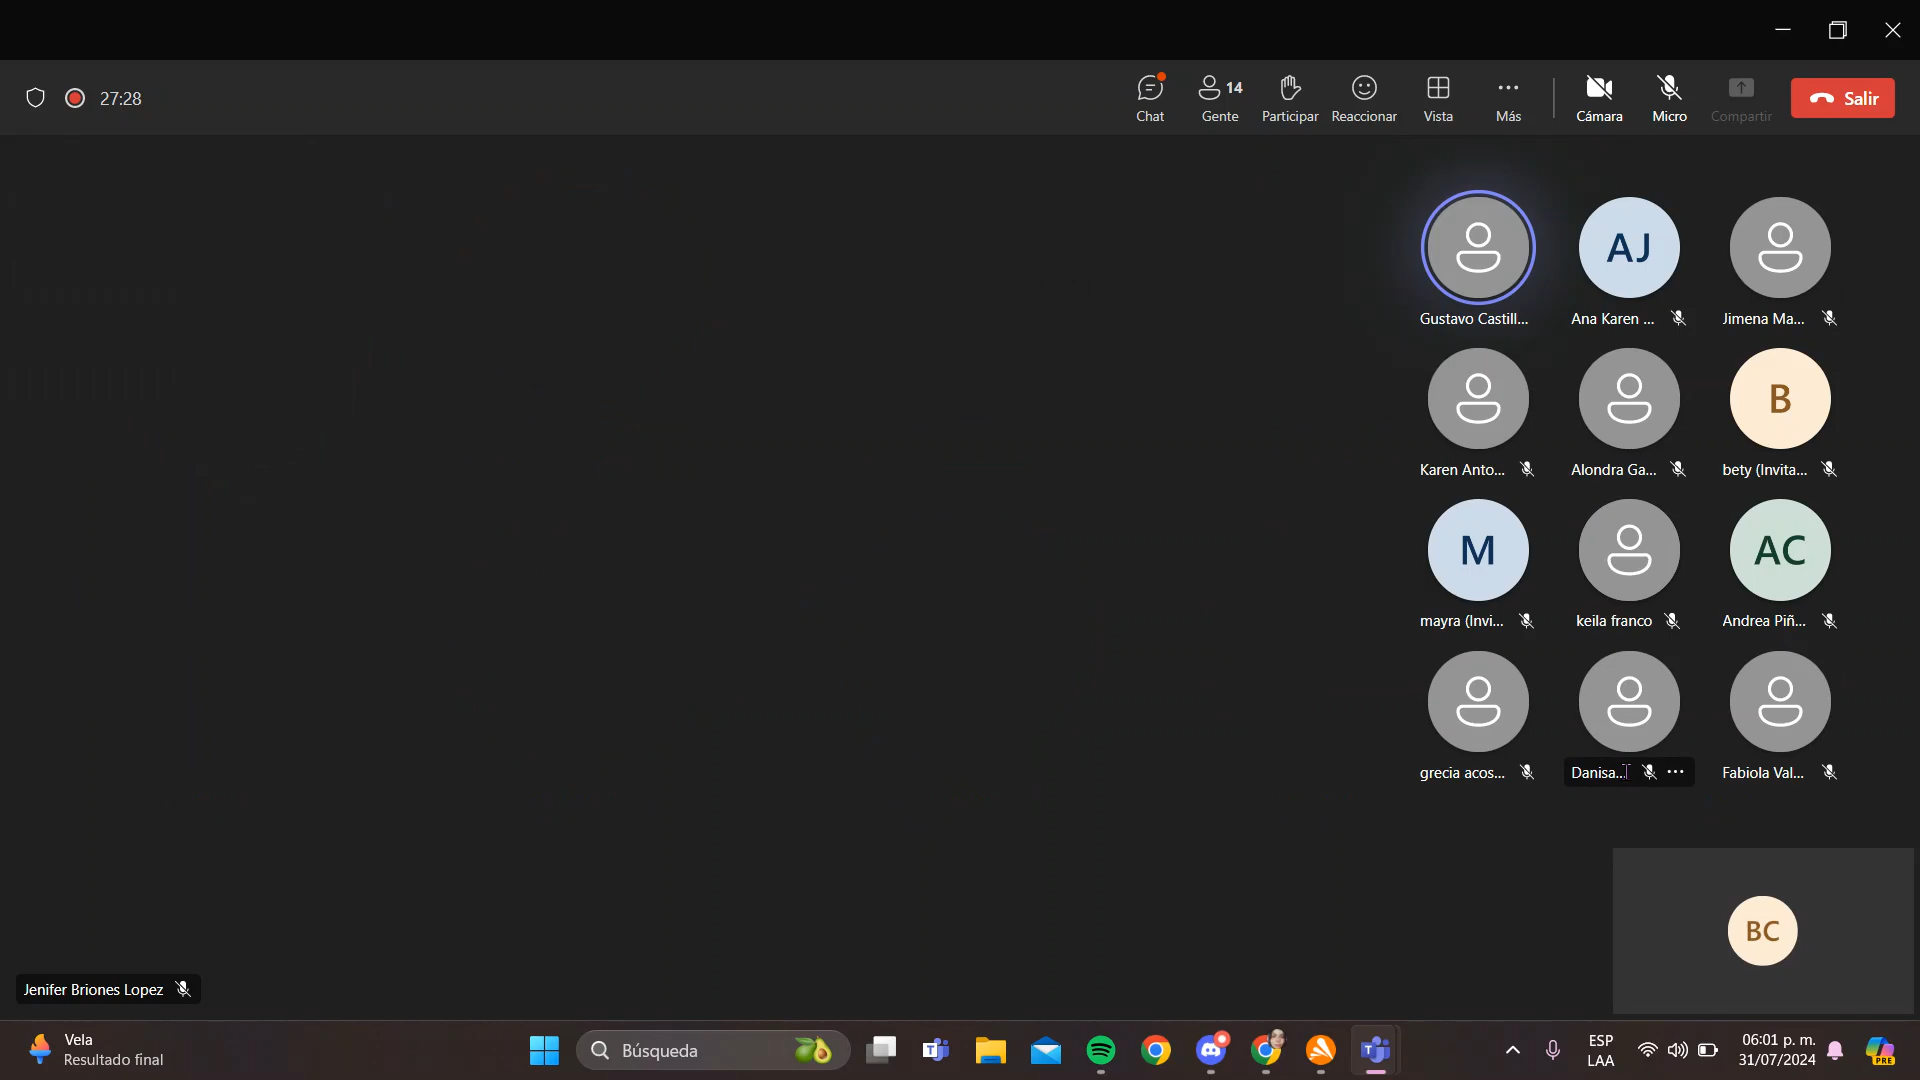 27:28
Chat
14
Gente
Participar
Reaccionar
Vista
Más
Cámara
Micro
Compartir
Salir
AJ
Gustavo Castill...
Ana Karen ...
Jimena Ma...
B
Karen Anto...
Alondra Ga...
bety (Invita...
M
AC
mayra (Invi...
keila franco
Andrea Piñ...
grecia acos...
Danisa...
Fabiola Val...
BC
Jenifer Briones Lopez
Vela
Resultado final
Búsqueda
ESP
LAA
06:01 p. m.
31/07/2024
PRE